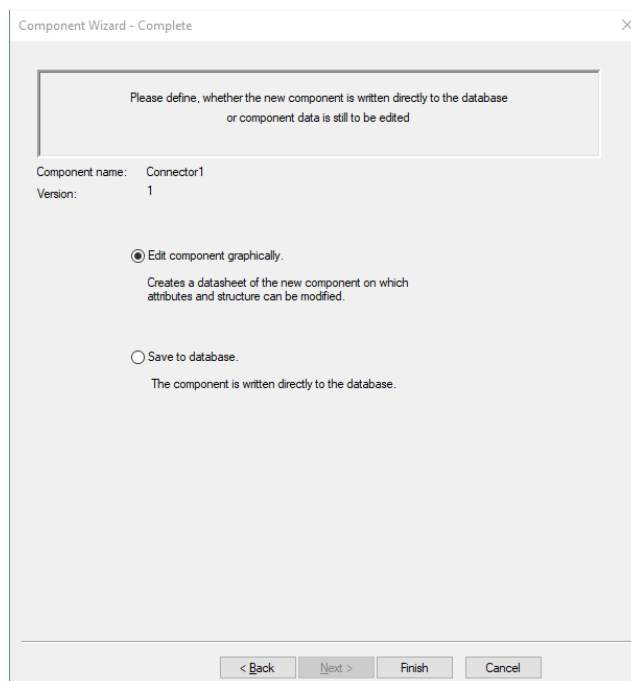 Component Wizard - Complete
Please define, whether the new component is written directly to the database
or component data is still to be edited
Component name: Connector1
Version: 1
Edit component graphically.
Creates a datasheet of the new component on which
attributes and structure can be modified.
Save to database.
The component is written directly to the database.
< Back Next > Finish Cancel